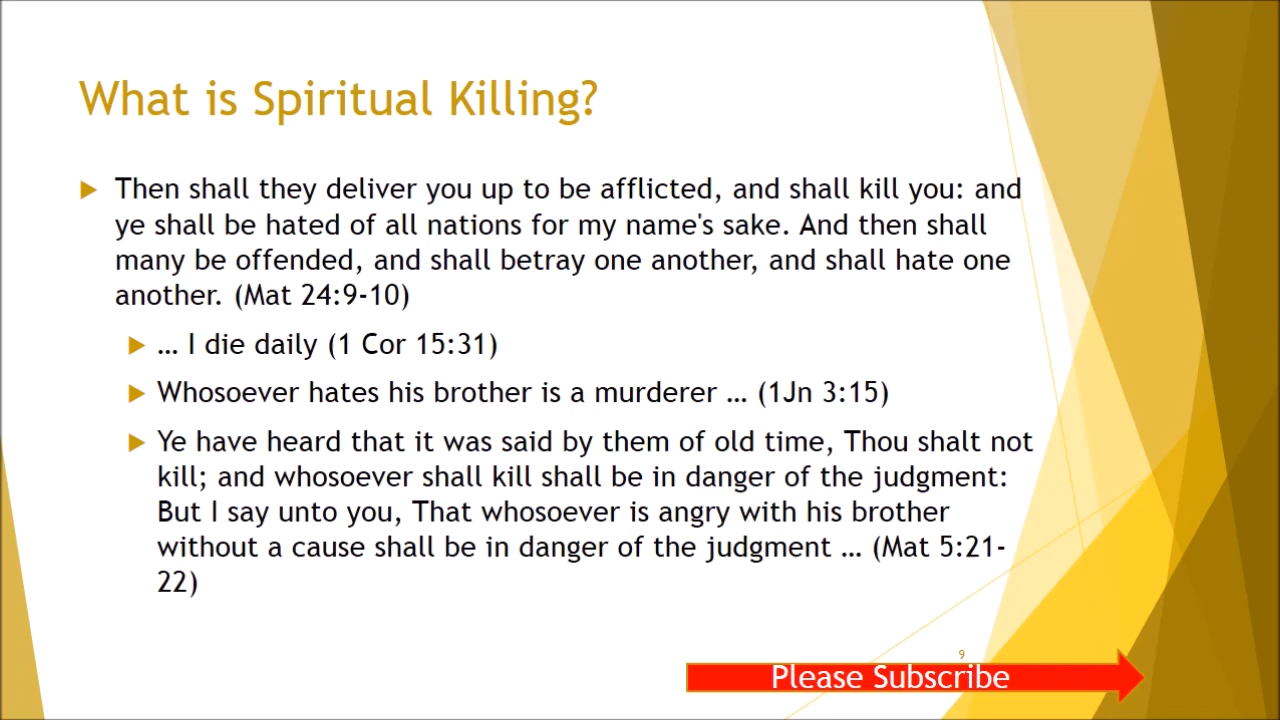 What is Spiritual Killing?
Then shall they deliver you up to be afflicted, and shall kill you: and
ye shall be hated of all nations for my name's sake. And then shall
many be offended, and shall betray one another, and shall hate one
another. (Mat 24:9-10)
... I die daily (1 Cor 15:31)
Whosoever hates his brother is a murderer ... (1Jn 3:15)
Ye have heard that it was said by them of old time, Thou shalt not
kill; and whosoever shall kill shall be in danger of the judgment:
But I say unto you, That whosoever is angry with his brother
without a cause shall be in danger of the judgment ... (Mat 5:21-
22)
9
Please Subscribe